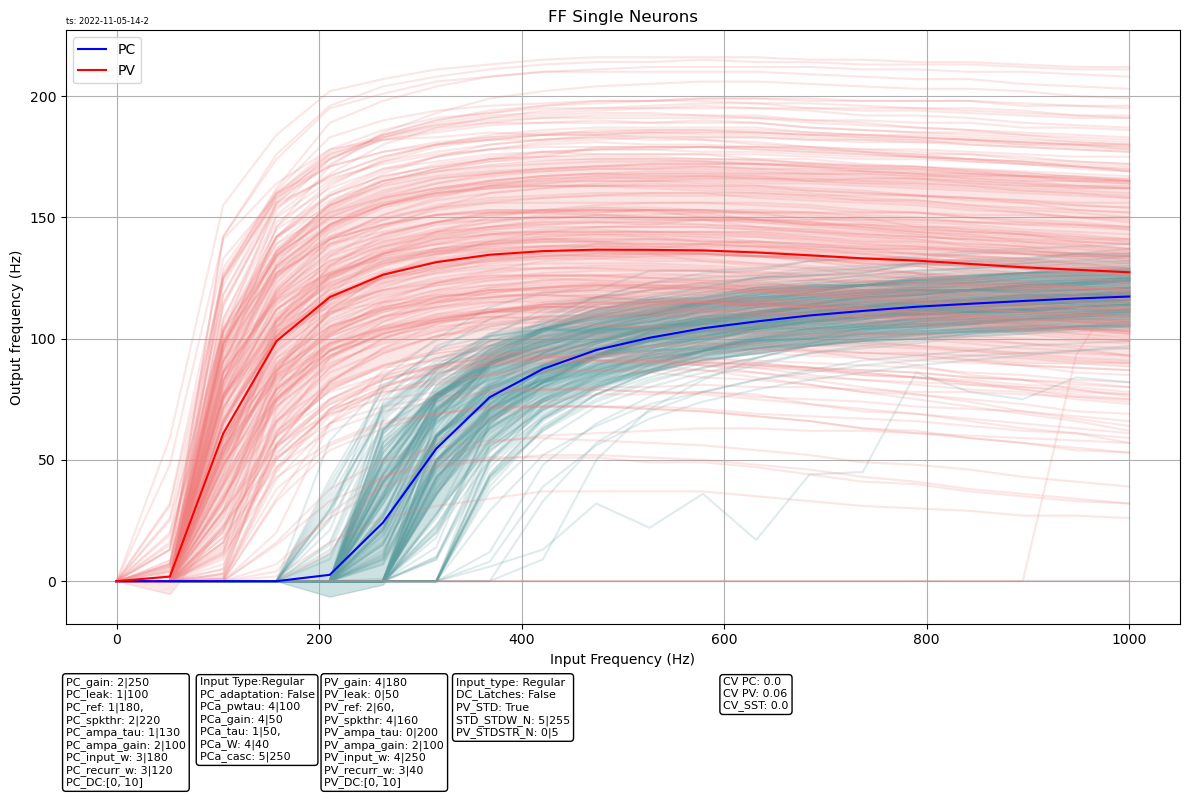 ts: 2022-11-05-14-2
FF Single Neurons
PC
PV
Output frequency (Hz)
200
150
100
50
0
0
200
400
600
800
1000
Input Frequency (Hz)
PC_gain: 2|250
PC_leak: 1|100
PC_ref: 1|180,
PC_spkthr: 2|220
PC_ampa_tau: 1|130
PC_ampa_gain: 2|100
PC_input_w: 3|180
PC_recurr_w: 3|120
PC_DC:[0, 10]
Input Type:Regular
PC_adaptation: False
PCa_pwtau: 4|100
PCa_gain: 4|50
PCa_tau: 1|50,
PCa_W: 4|40
PCa_casc: 5|250
PV_gain: 4|180
PV_leak: 0|50
PV_ref: 2|60,
PV_spkthr: 4|160
PV_ampa_tau: 0|200
PV_ampa_gain: 2|100
PV_input_w: 4|250
PV_recurr_w: 3|40
PV_DC:[0, 10]
Input_type: Regular
DC_Latches: False
PV_STD: True
STD_STDW_N: 5|255
PV_STDSTR_N: 0|5
CV PC: 0.0
CV PV: 0.06
CV_SST: 0.0